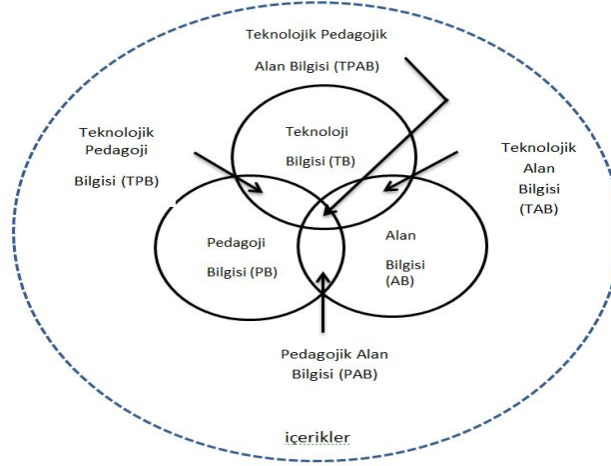 Teknolojik Pedagojik
Alan Bilgisi (TPAB)
Teknolojik
Pedagoji
Bilgisi (TPB)
Teknoloji
Bilgisi (TB)
Teknolojik
Alan
Bilgisi
(TAB)
Pedagoji
Bilgisi (PB)
Alan
Bilgisi
(AB)
Pedagojik Alan
Bilgisi (PAB)
içerikler